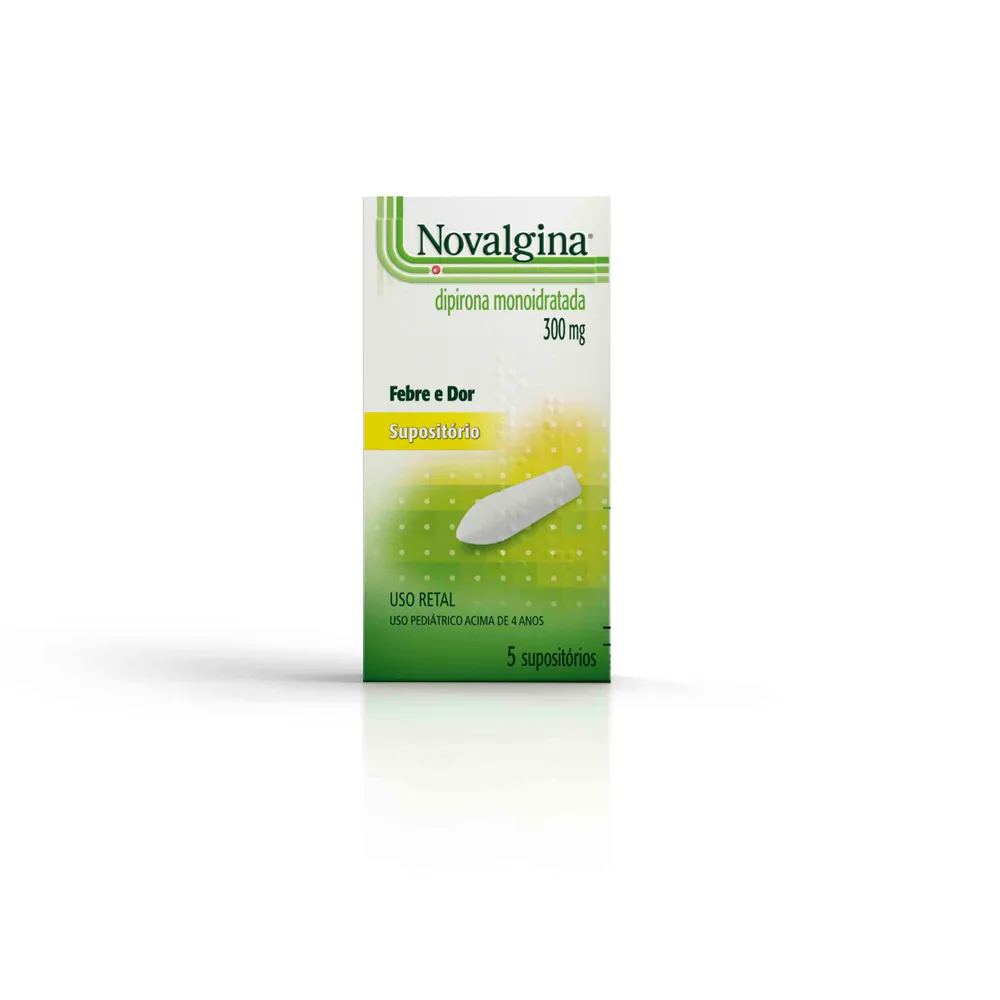 Novalgina®
dipirona monoidratada
300 mg
Febre e Dor
Supositório
USO RETAL
USO PEDIÁTRICO ACIMA DE 4 ANOS
5 supositórios